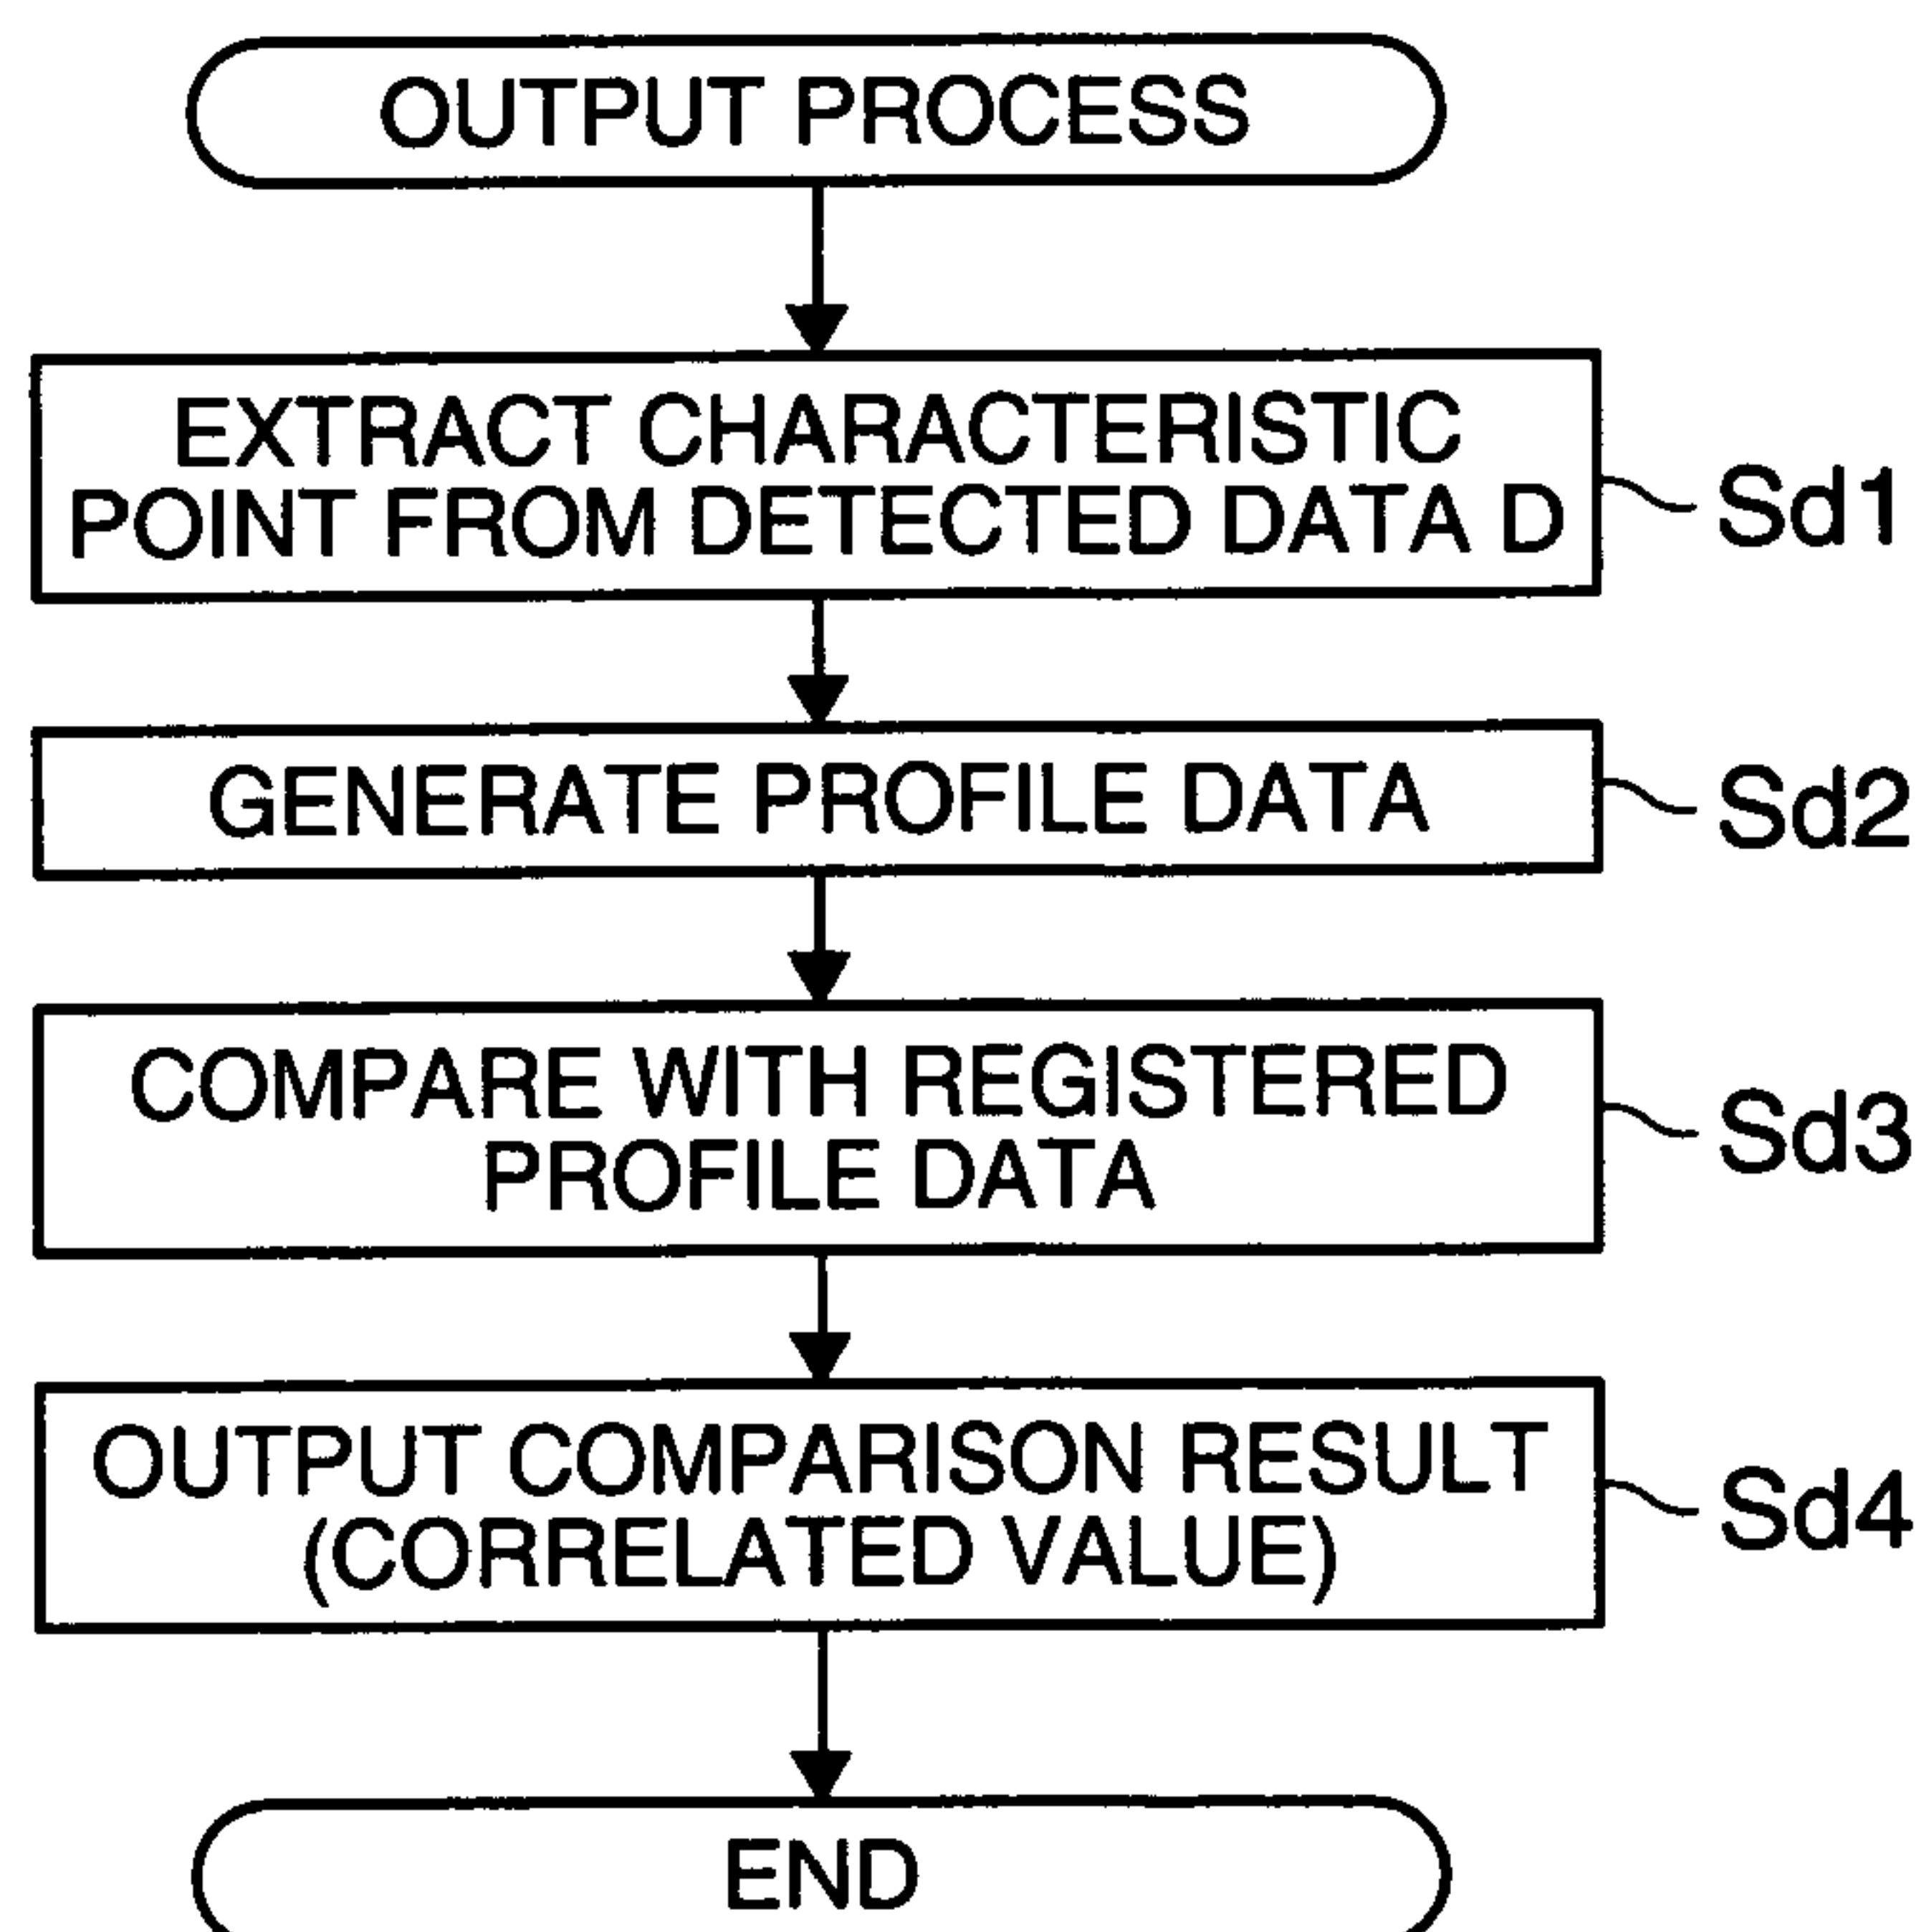 OUTPUT PROCESS
EXTRACT CHARACTERISTIC
POINT FROM DETECTED DATA D
Sd1
GENERATE PROFILE DATA
Sd2
COMPARE WITH REGISTERED
PROFILE DATA
Sd3
OUTPUT COMPARISON RESULT
(CORRELATED VALUE)
Sd4
END